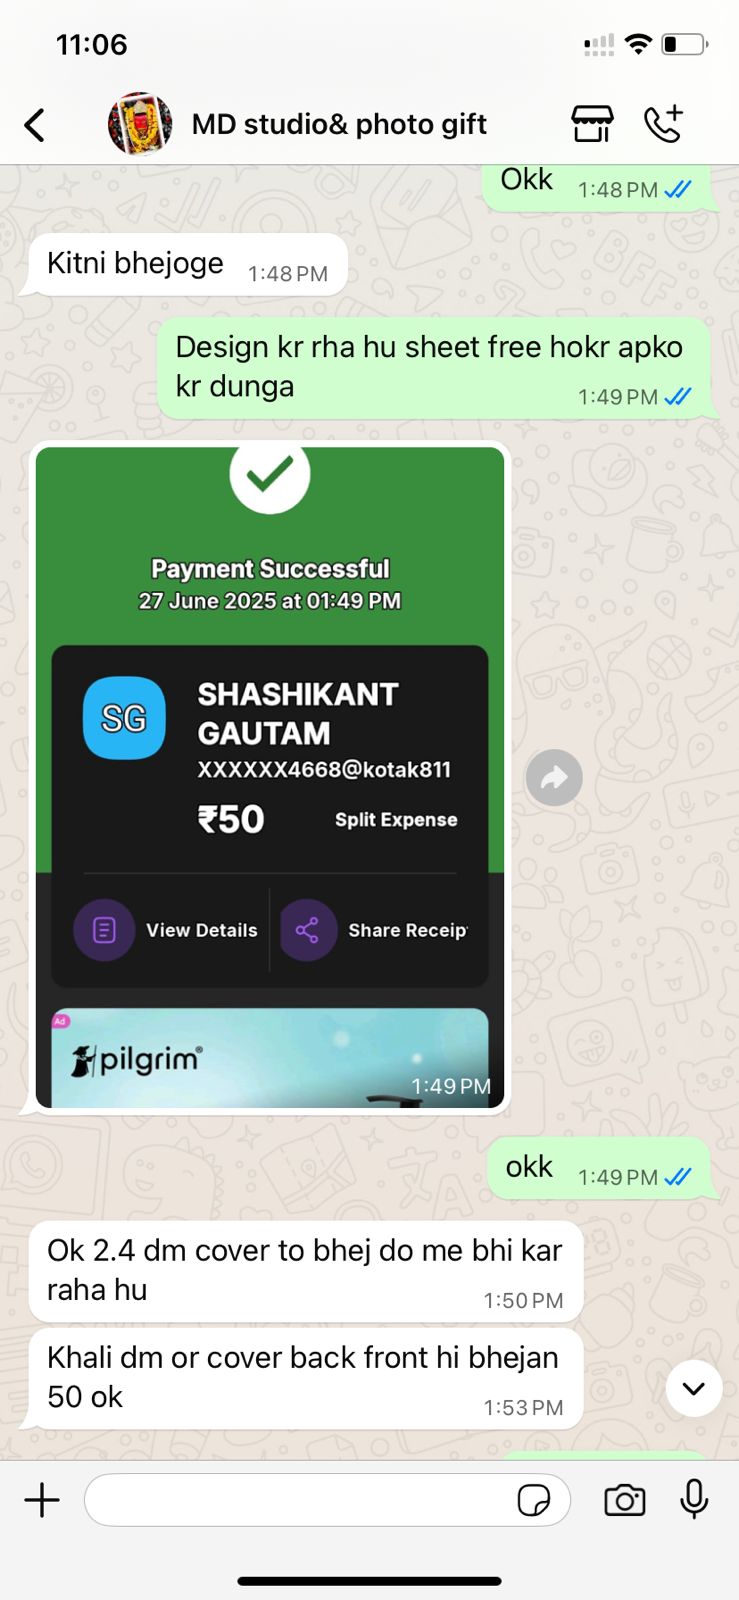 11:06
MD studio& photo gift
Okk 1:48 PM
Kitni bhejoge 1:48 PM
Design kr rha hu sheet free hokr apko
kr dunga 1:49 PM
Payment Successful
27 June 2025 at 01:49 PM
SG
SHASHIKANT
GAUTAM
XXXXXX4668@kotak811
₹50 Split Expense
View Details Share Receip
Ad
pilgrim®
1:49 PM
okk 1:49 PM
Ok 2.4 dm cover to bhej do me bhi kar
raha hu 1:50 PM
Khali dm or cover back front hi bhejan
50 ok 1:53 PM